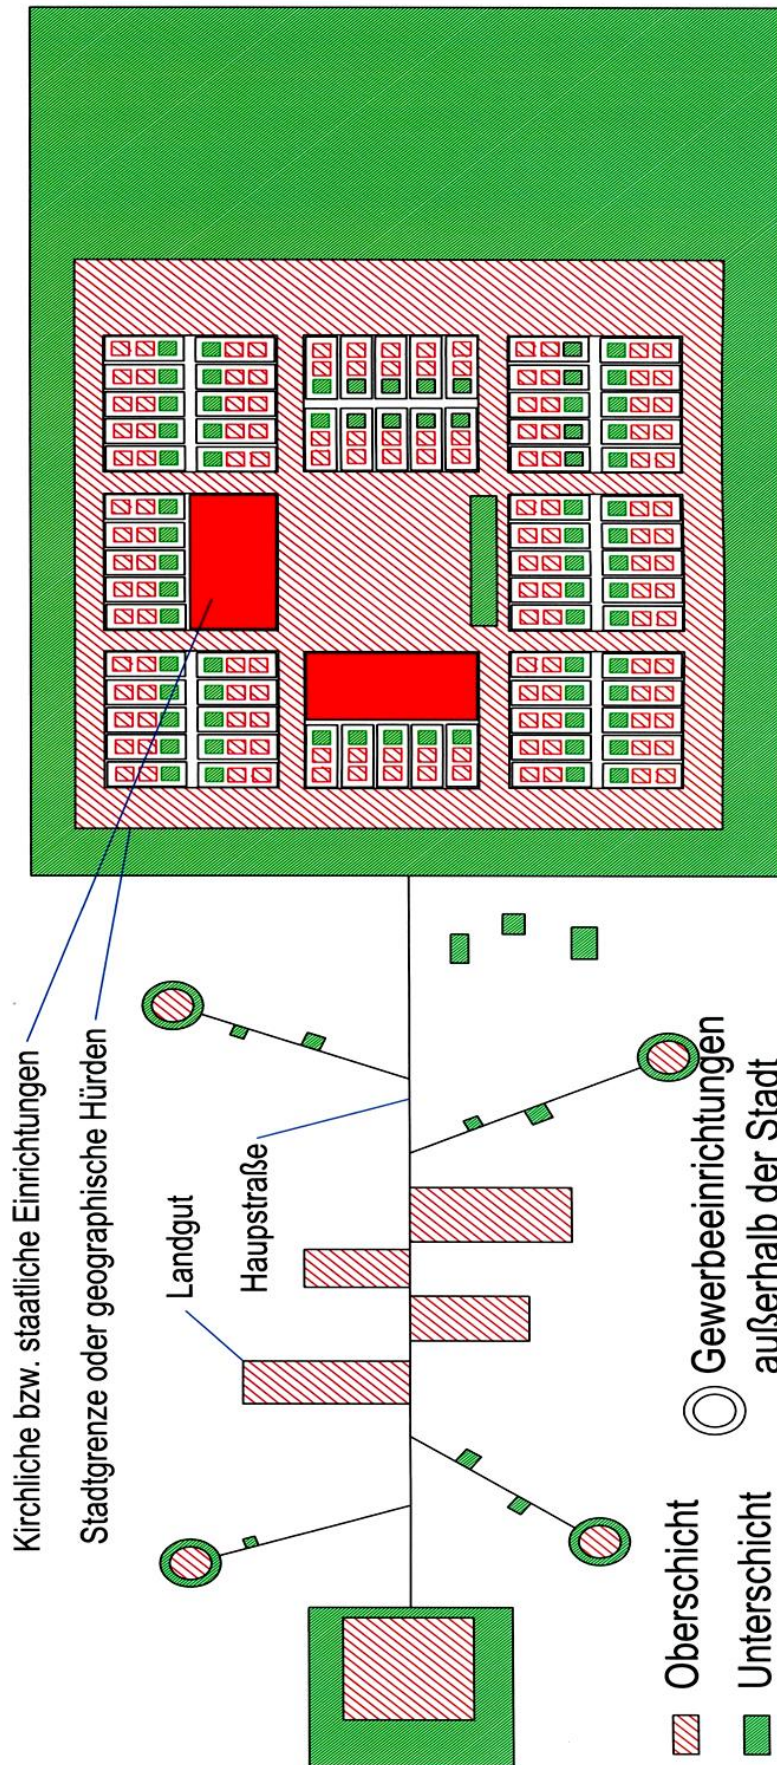 Kirchliche bzw. staatliche Einrichtungen
Stadtgrenze oder geographische Hürden
Landgut
Haupstraße
Oberschicht
Unterschicht
Gewerbeeinrichtungen
außerhalb der Stadt